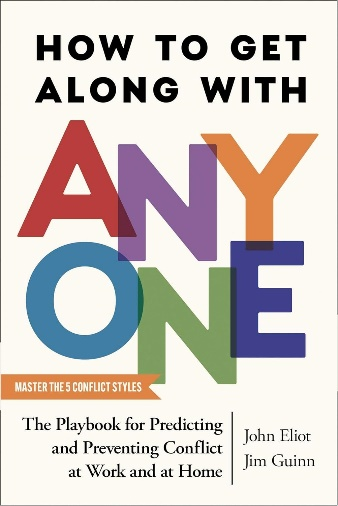 HOW TO GET
ALONG WITH
ANY
ONE
MASTER THE 5 CONFLICT STYLES
The Playbook for Predicting
and Preventing Conflict
at Work and at Home
John Eliot
Jim Guinn